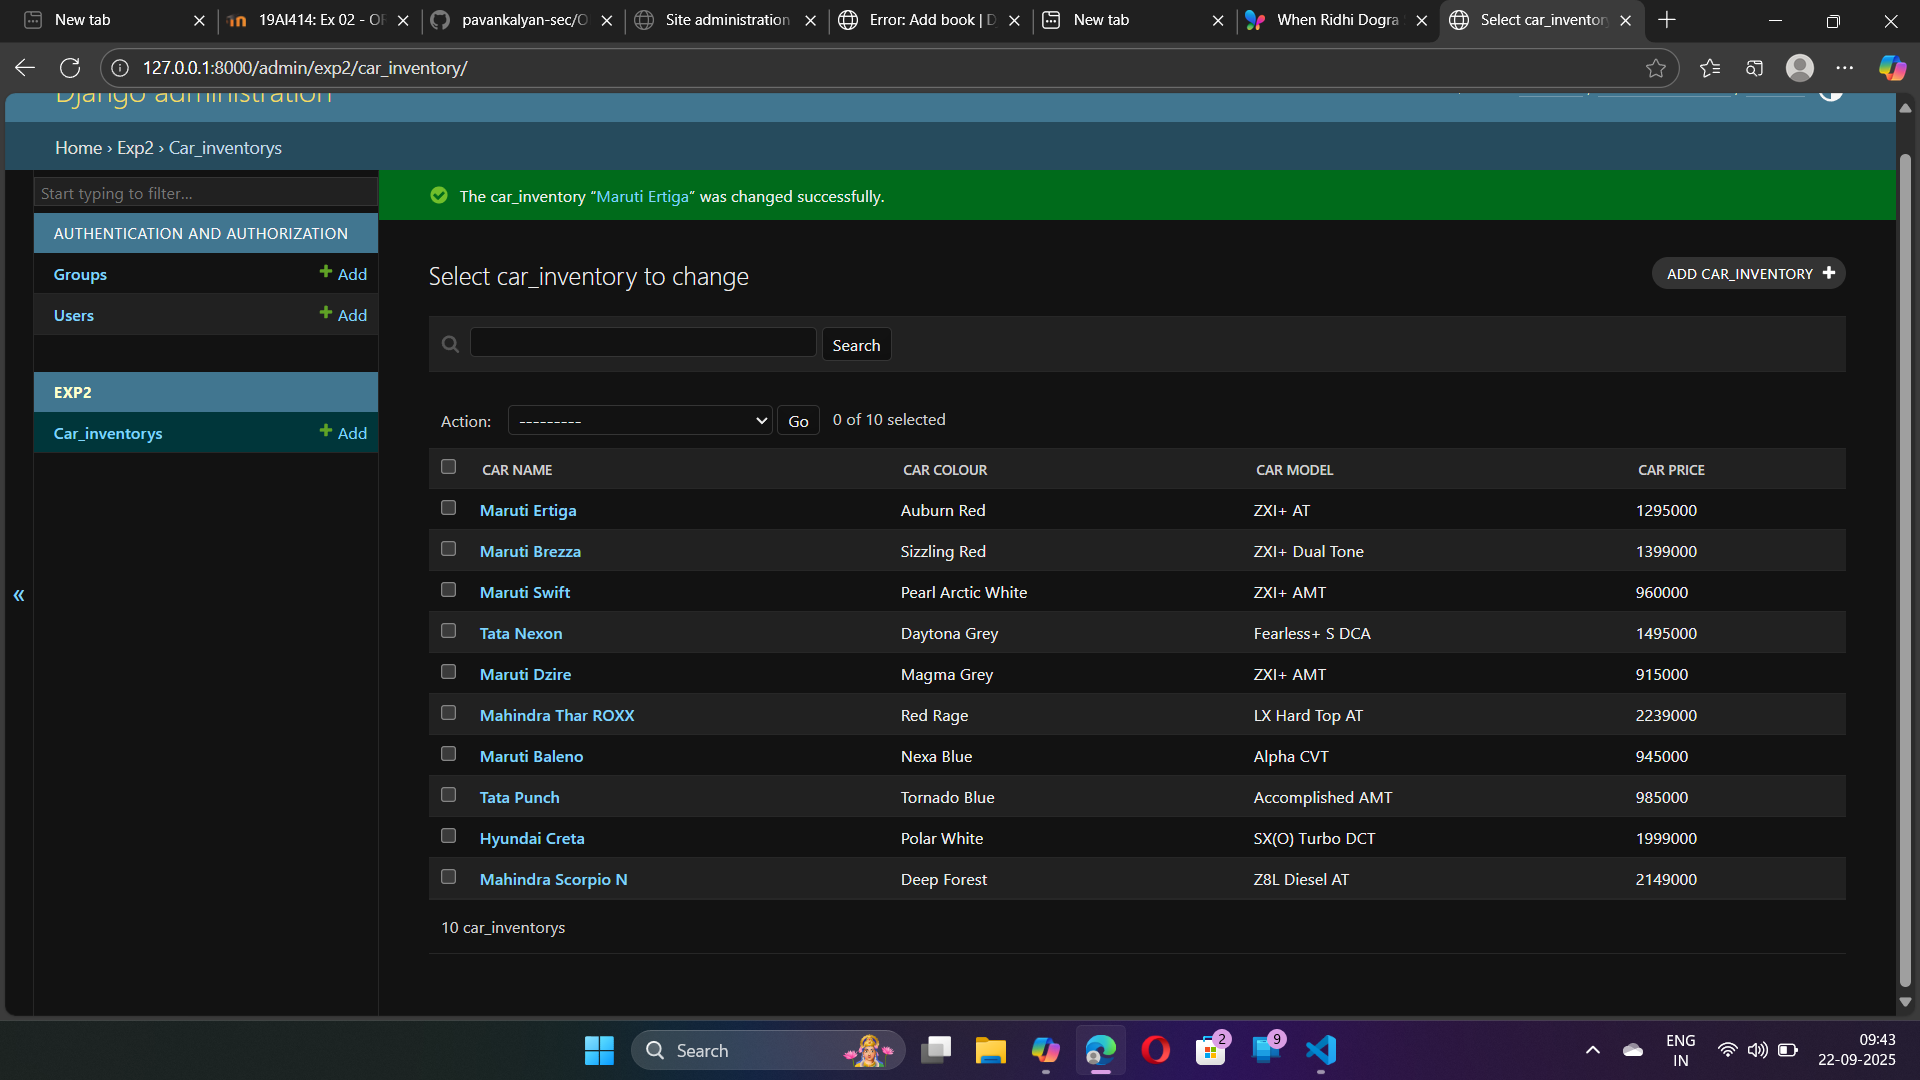 New tab
19AI414: Ex 02 - OR
pavankalyan-sec/O
Site administration
Error: Add book | D
New tab
When Ridhi Dogra
Select car_inventory
127.0.0.1:8000/admin/exp2/car_inventory/
Django administration
Home › Exp2 › Car_inventorys
Start typing to filter...
AUTHENTICATION AND AUTHORIZATION
Groups + Add
Users + Add
EXP2
Car_inventorys + Add
«
The car_inventory “Maruti Ertiga” was changed successfully.
Select car_inventory to change
ADD CAR_INVENTORY +
Search
Action: --------- Go 0 of 10 selected
CAR NAME CAR COLOUR CAR MODEL CAR PRICE
Maruti Ertiga Auburn Red ZXI+ AT 1295000
Maruti Brezza Sizzling Red ZXI+ Dual Tone 1399000
Maruti Swift Pearl Arctic White ZXI+ AMT 960000
Tata Nexon Daytona Grey Fearless+ S DCA 1495000
Maruti Dzire Magma Grey ZXI+ AMT 915000
Mahindra Thar ROXX Red Rage LX Hard Top AT 2239000
Maruti Baleno Nexa Blue Alpha CVT 945000
Tata Punch Tornado Blue Accomplished AMT 985000
Hyundai Creta Polar White SX(O) Turbo DCT 1999000
Mahindra Scorpio N Deep Forest Z8L Diesel AT 2149000
10 car_inventorys
Search
2
9
ENG
IN
09:43
22-09-2025